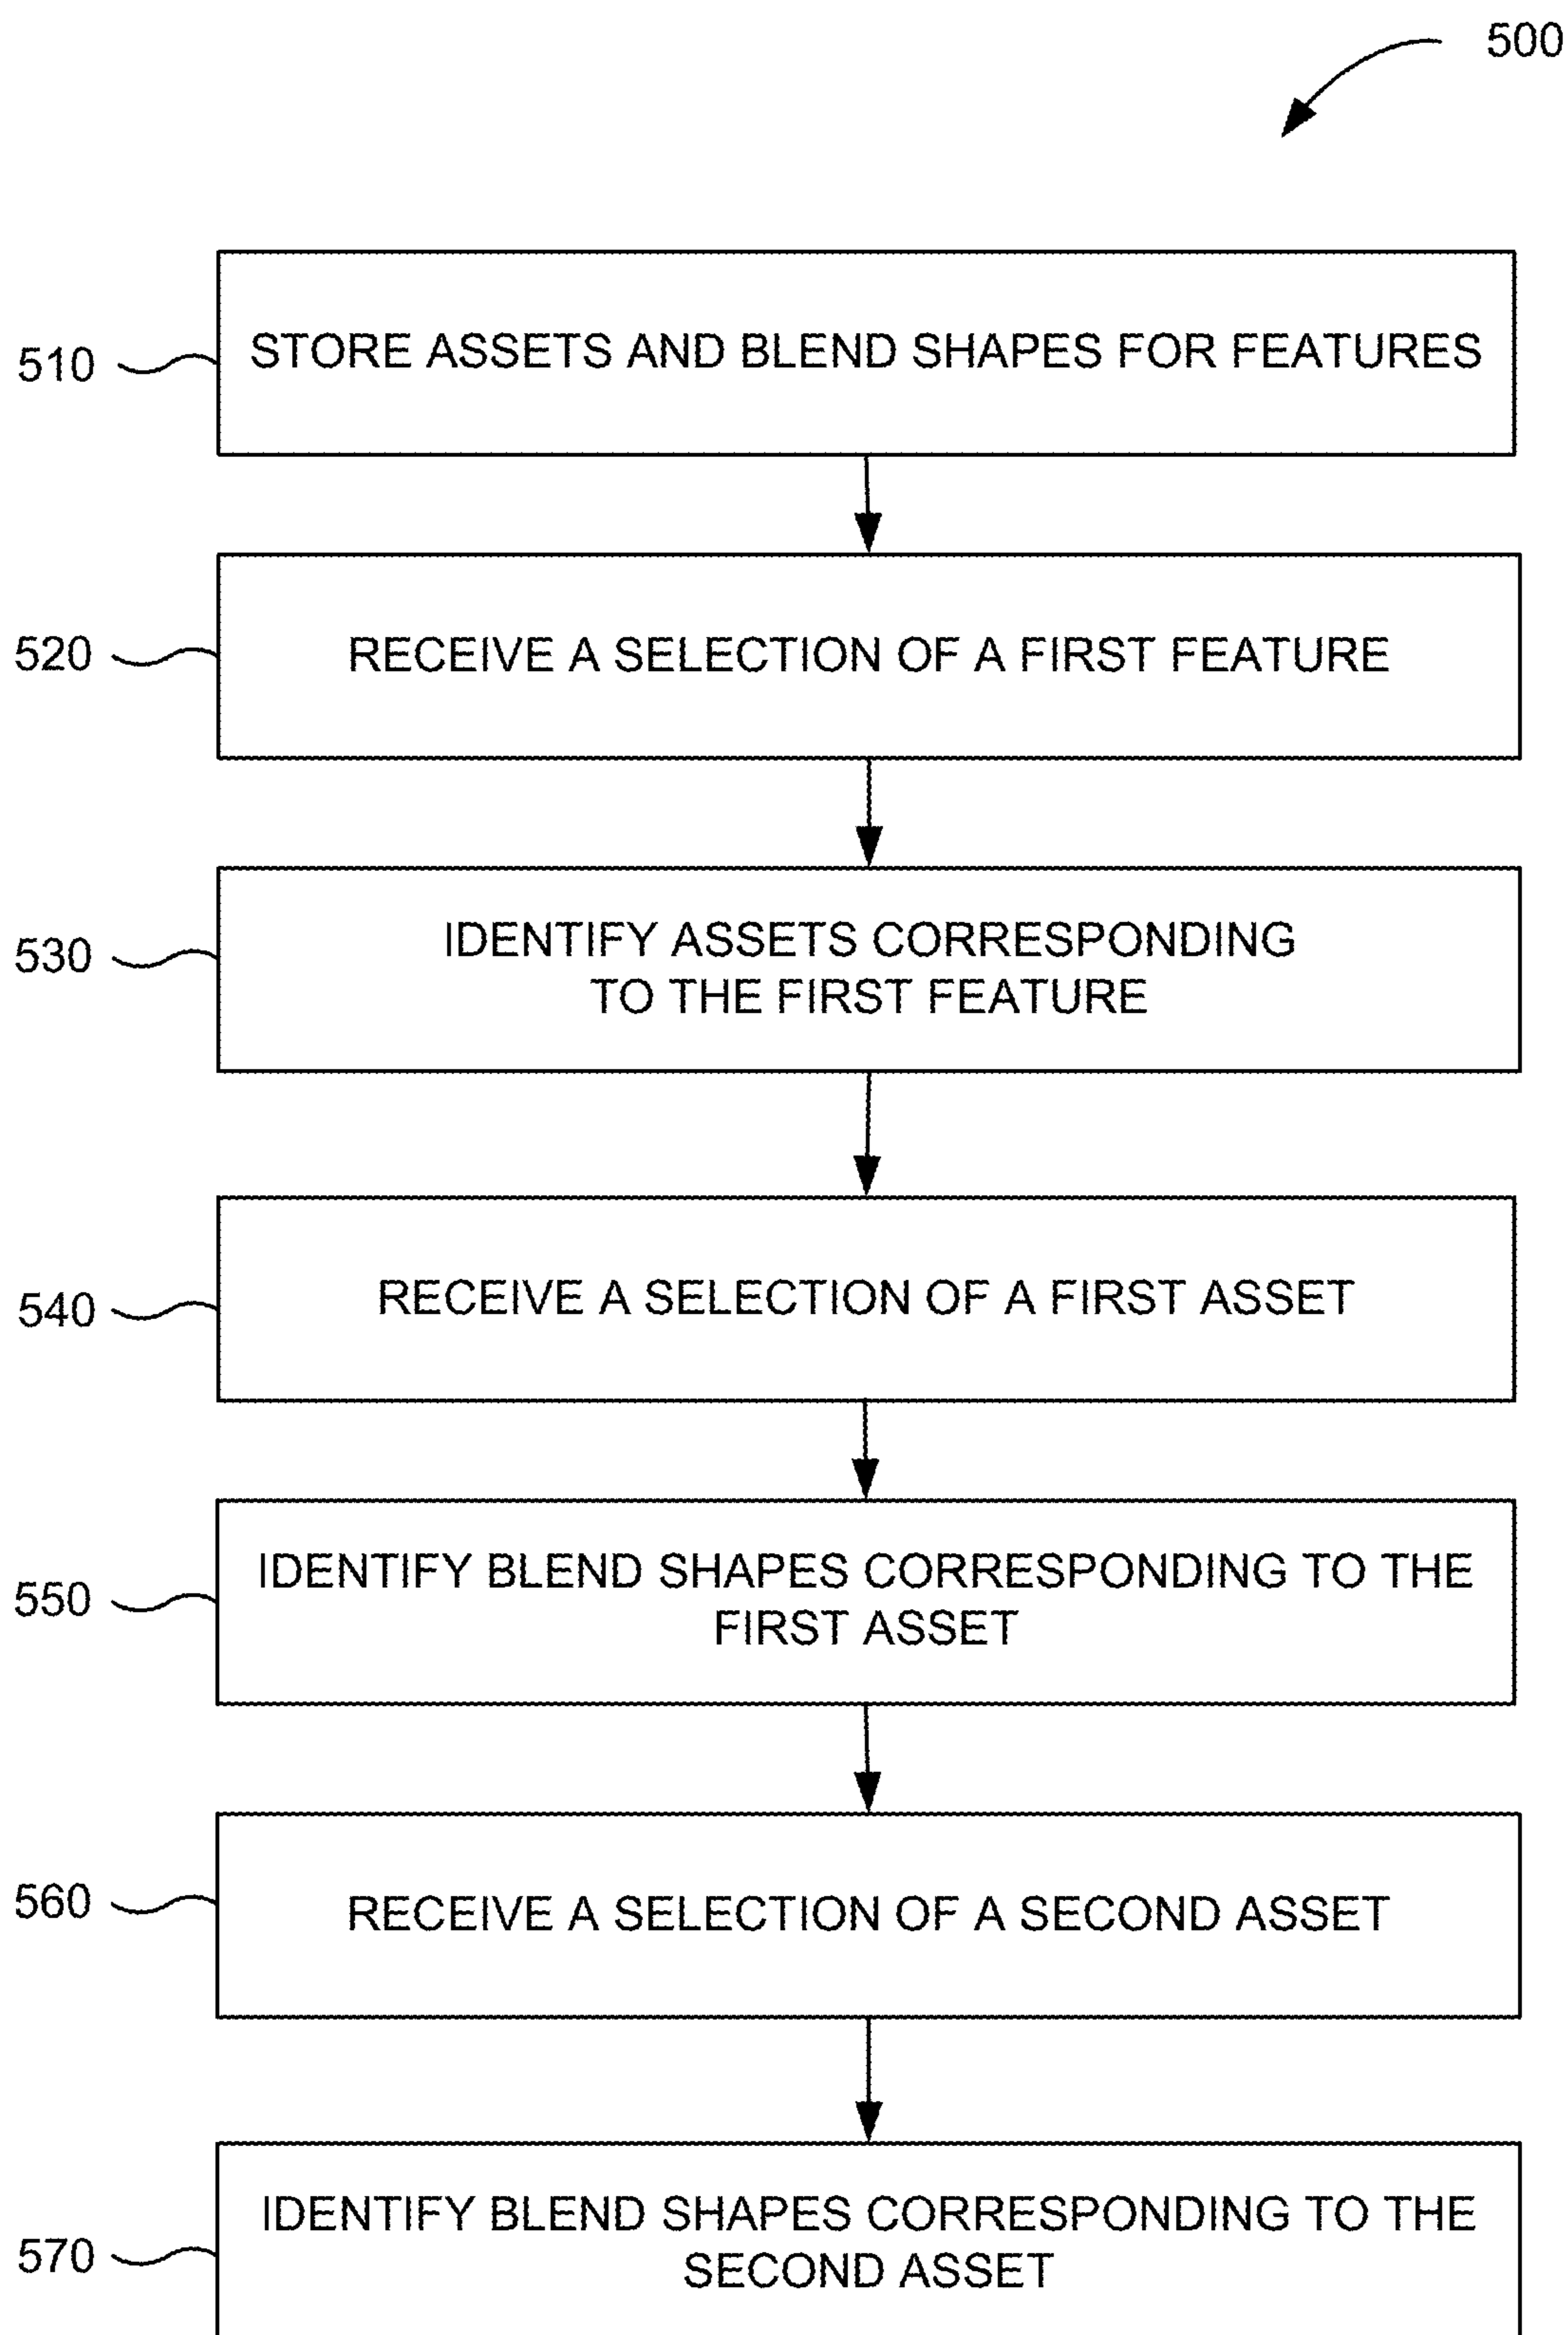 500
510
STORE ASSETS AND BLEND SHAPES FOR FEATURES
520
RECEIVE A SELECTION OF A FIRST FEATURE
530
IDENTIFY ASSETS CORRESPONDING
TO THE FIRST FEATURE
540
RECEIVE A SELECTION OF A FIRST ASSET
550
IDENTIFY BLEND SHAPES CORRESPONDING TO THE
FIRST ASSET
560
RECEIVE A SELECTION OF A SECOND ASSET
570
IDENTIFY BLEND SHAPES CORRESPONDING TO THE
SECOND ASSET